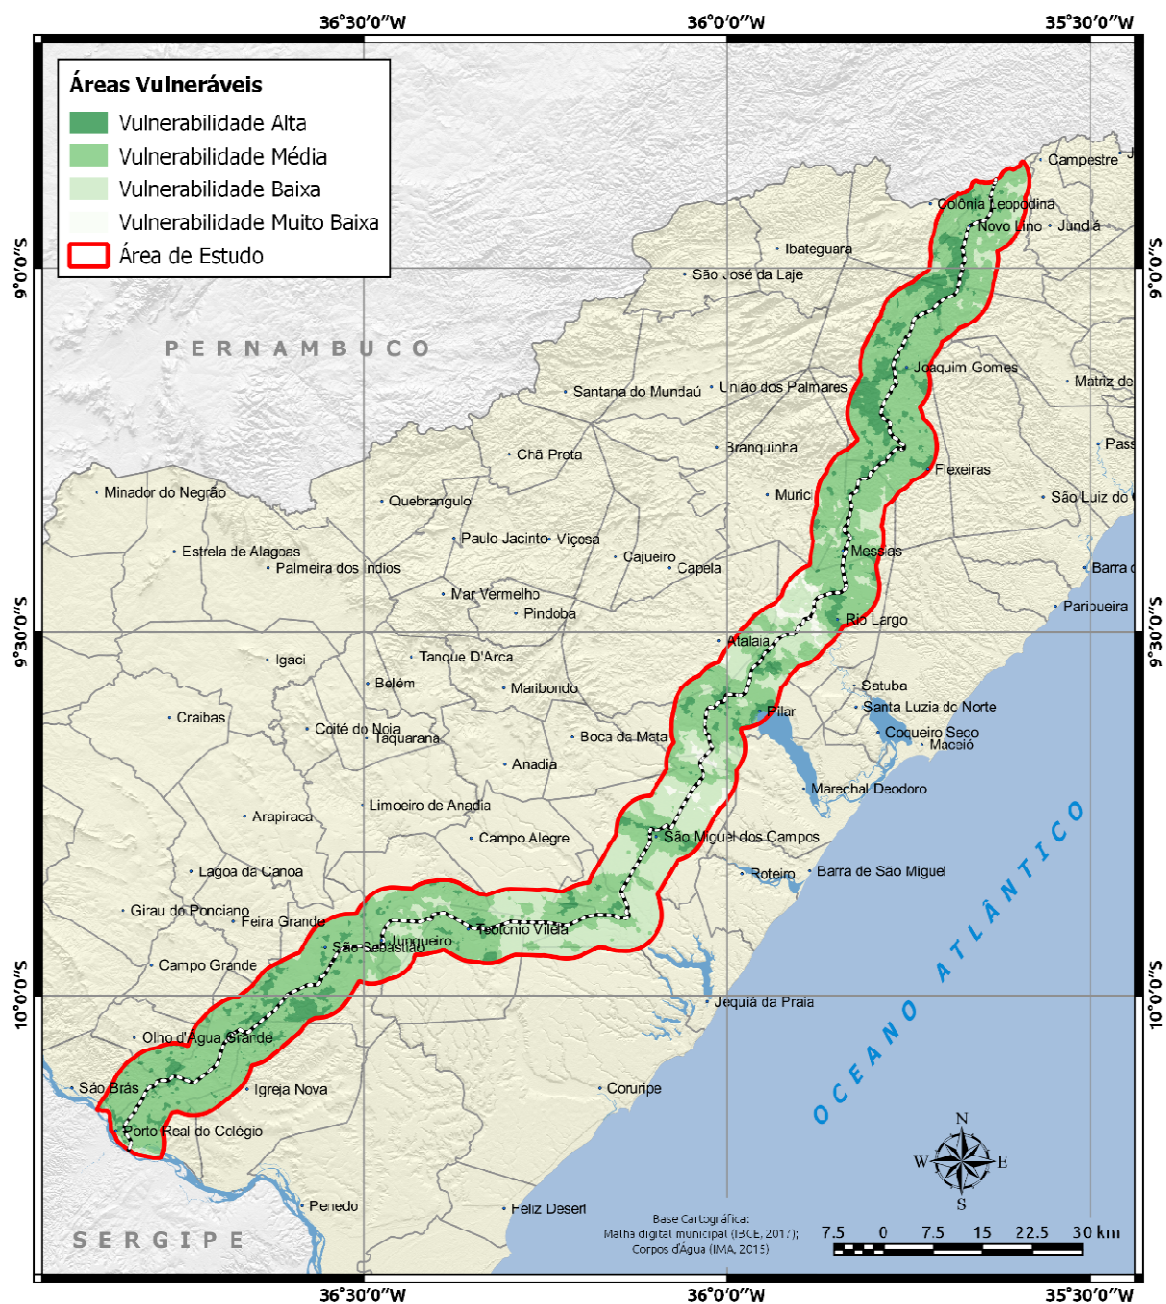 36°30'0"W
36°0'0"W
35°30'0"W
Áreas Vulneráveis
Vulnerabilidade Alta
Vulnerabilidade Média
Vulnerabilidade Baixa
Vulnerabilidade Muito Baixa
Área de Estudo
Campestre
Colônia Leopodina
Novo Lino
Jundiá
Ibateguara
9°0'0"S
São José da Laje
9°0'0"S
PERNAMBUCO
Joaquim Gomes
Santana do Mundaú
União dos Palmares
Matriz de
Branquinha
Pass
Chã Preta
Flexeiras
Minador do Negrão
Quebrangulo
Murici
São Luiz do
Paulo Jacinto
Viçosa
Estrela de Alagoas
Messias
Cajueiro
Palmeira dos Índios
Capela
Barra
Mar Vermelho
Paripueira
Pindoba
Rio Largo
9°30'0"S
9°30'0"S
Atalaia
Tanque D'Arca
Igaci
Belém
Maribondo
Satuba
Santa Luzia do Norte
Pilar
Craibas
Coité do Noia
Taquarana
Boca da Mata
Coqueiro Seco
Maceió
Anadia
Marechal Deodoro
Limoeiro de Anadia
Arapiraca
Campo Alegre
São Miguel dos Campos
Lagoa da Canoa
Roteiro
Barra de São Miguel
Girau do Ponciano
Feira Grande
Teotônio Vilela
Junqueiro
São Sebastião
Campo Grande
OCEANO ATLÂNTICO
10°0'0"S
10°0'0"S
Jequiá da Praia
Olho d'Água Grande
São Brás
Igreja Nova
Coruripe
Porto Real do Colégio
N
W
E
S
Penedo
Feliz Desert
SERGIPE
Base Cartográfica:
Malha digital municipal (IBGE, 2017);
Corpos d'Água (IMA, 2015)
7.5 0 7.5 15 22.5 30 km
36°30'0"W
36°0'0"W
35°30'0"W